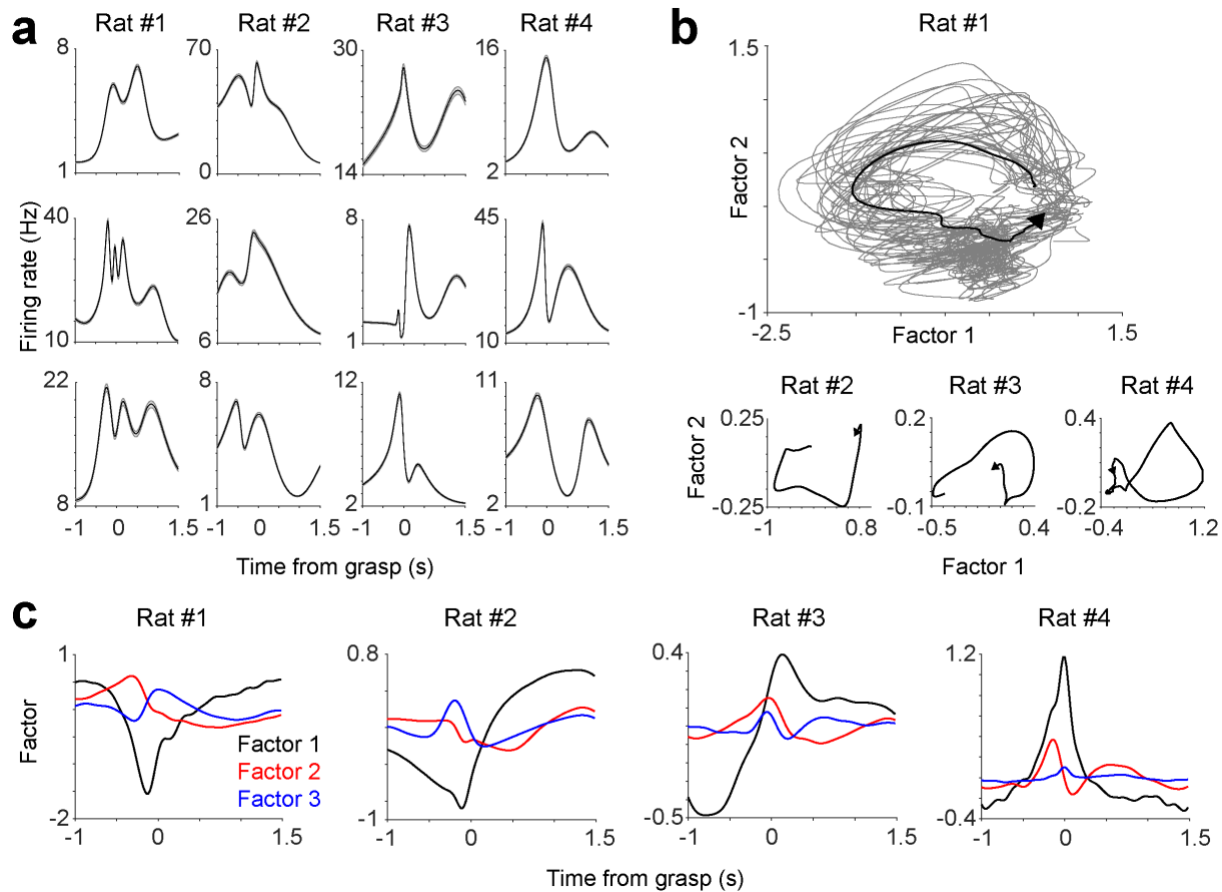 a
Rat #1 Rat #2 Rat #3 Rat #4
8 70 30 16
1 0 14 2
40 26 8 45
Firing rate (Hz)
10 6 1 10
22 8 12 11
8 1 2 2
-1 0 1.5 -1 0 1.5 -1 0 1.5 -1 0 1.5
Time from grasp (s)
b
Rat #1
1.5
Factor 2
-1
-2.5 Factor 1 1.5
Rat #2 Rat #3 Rat #4
0.25 0.2 0.4
Factor 2
-0.25 -0.1 -0.2
-1 0.8 -0.5 0.4 -0.4 1.2
Factor 1
c
Rat #1 Rat #2 Rat #3 Rat #4
1 0.8 0.4 1.2
Factor
Factor 1
Factor 2
Factor 3
-2 -1 -0.5 -0.4
-1 0 1.5 -1 0 1.5 -1 0 1.5 -1 0 1.5
Time from grasp (s)